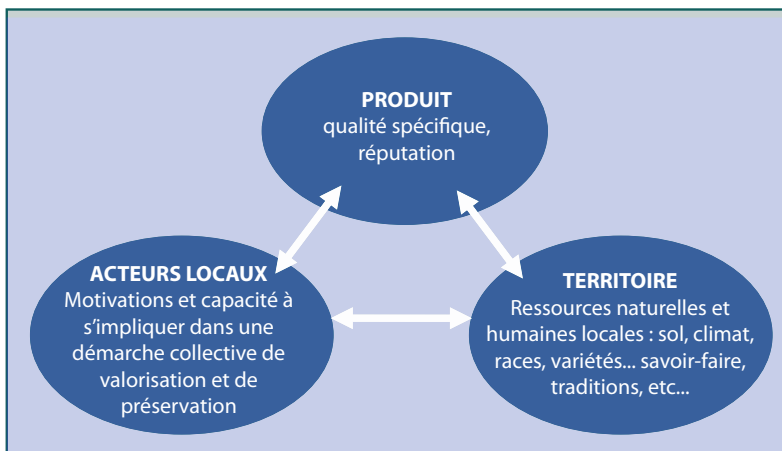 PRODUIT
qualité spécifique,
réputation
ACTEURS LOCAUX
Motivations et capacité à
s’impliquer dans une
démarche collective de
valorisation et de
préservation
TERRITOIRE
Ressources naturelles et
humaines locales : sol, climat,
races, variétés... savoir-faire,
traditions, etc...